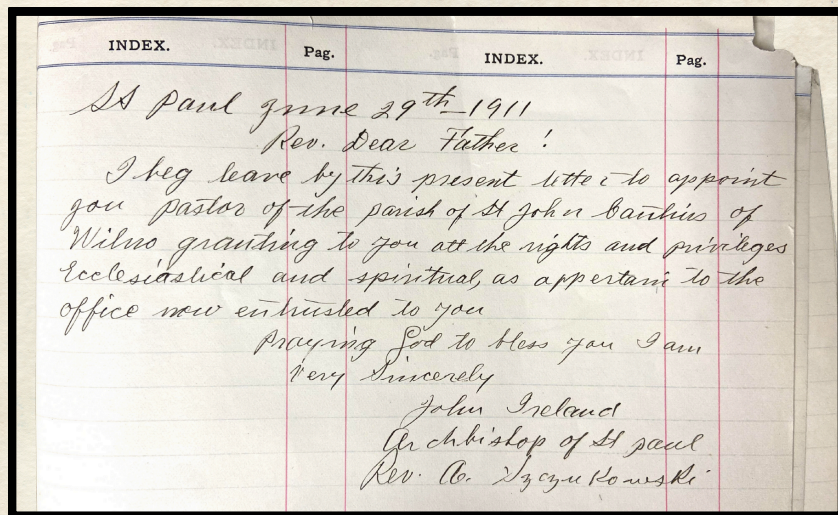 INDEX. Pag. INDEX. Pag.
St Paul June 29th - 1911
Rev. Dear Father!
I beg leave by this present letter to appoint
you pastor of the parish of St John Cantius of
Wilno granting to you all the rights and privileges
Ecclesiastical and spiritual, as appertain to the
office now entrusted to you
Praying God to bless you I am
Very Sincerely
John Ireland
Archbishop of St paul
Rev. A. Szczukowski